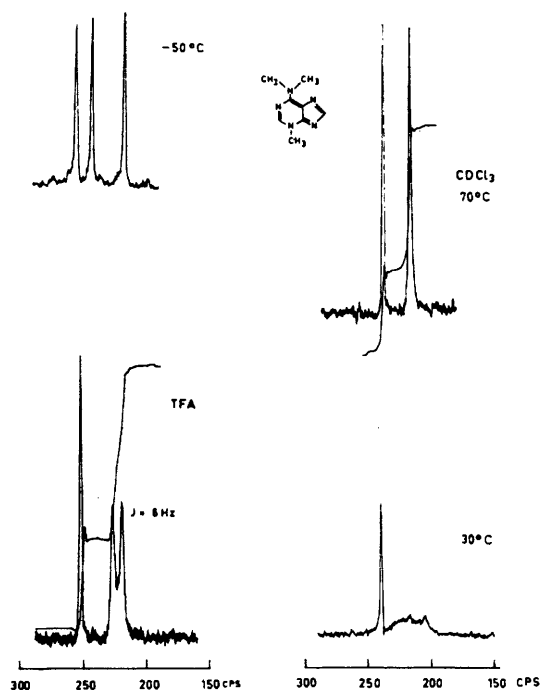 -50°C
CH₃ CH₃
N
N N
N N
CH₃
CDCl₃
70°C
TFA
J = 6Hz
30°C
300 250 200 150 CPS
300 250 200 150 CPS